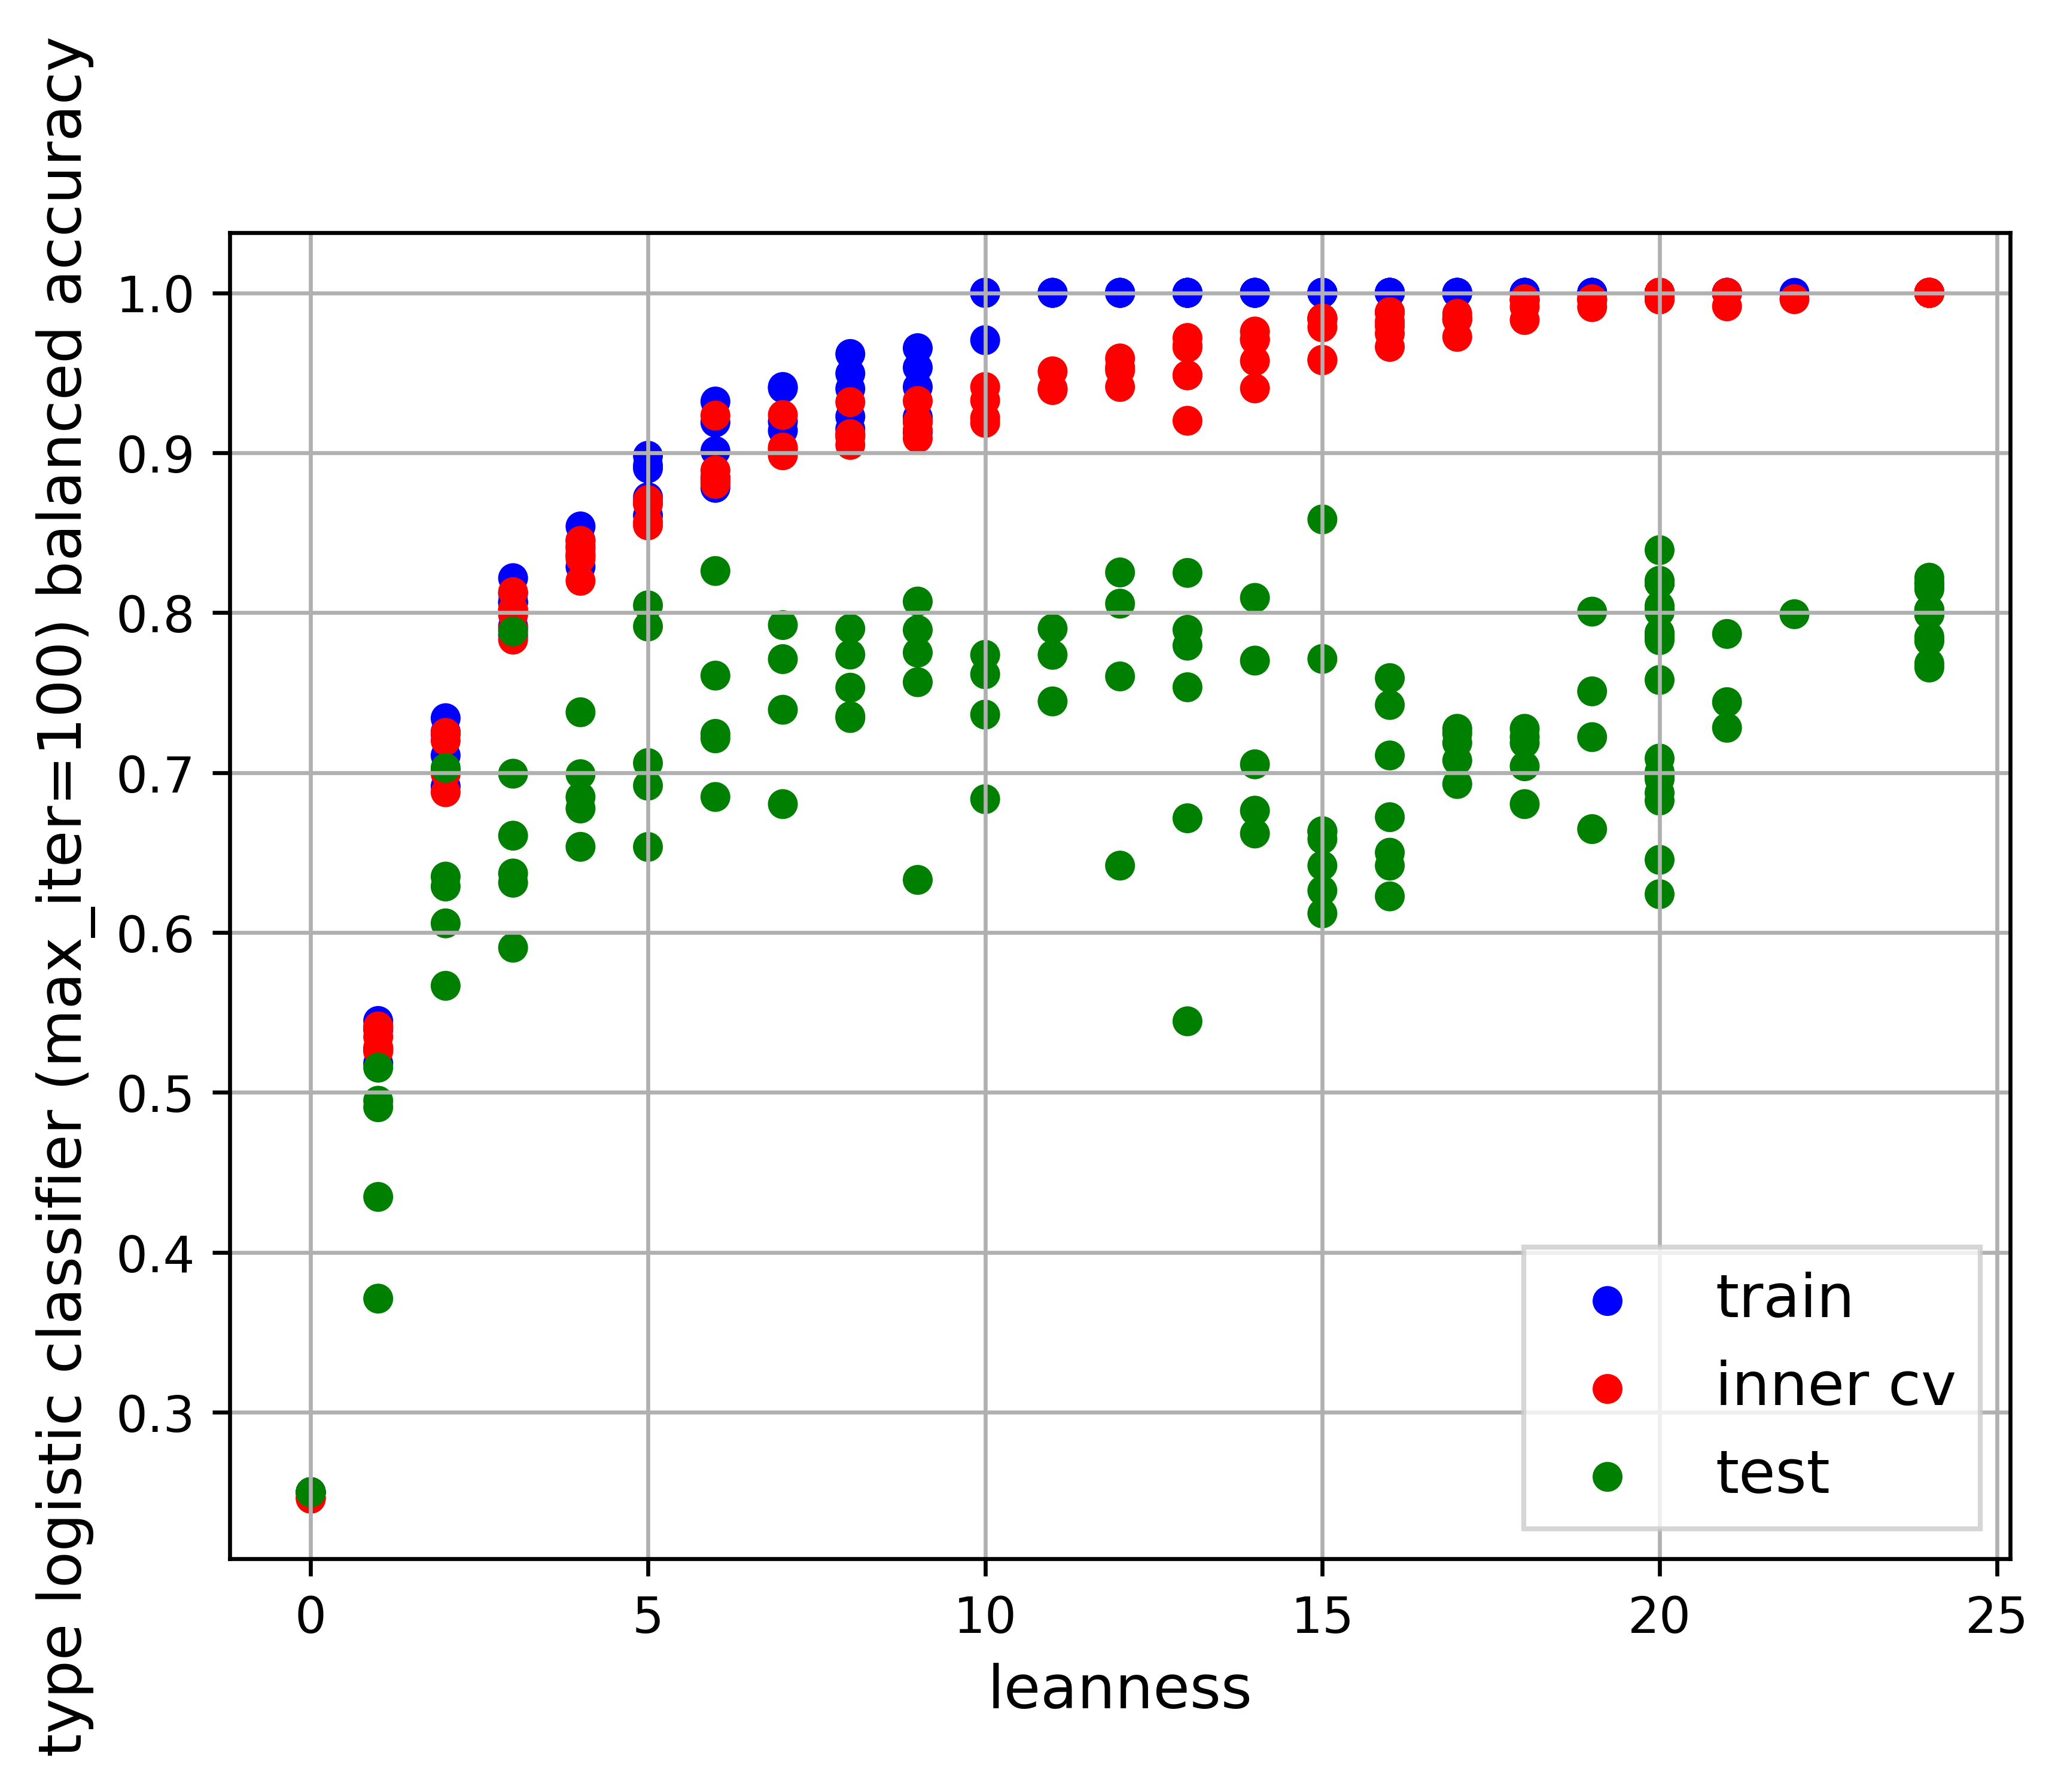 type logistic classifier (max_iter=100) balanced accuracy
1.0
0.9
0.8
0.7
0.6
0.5
0.4
0.3
train
inner cv
test
0 5 10 15 20 25
leanness